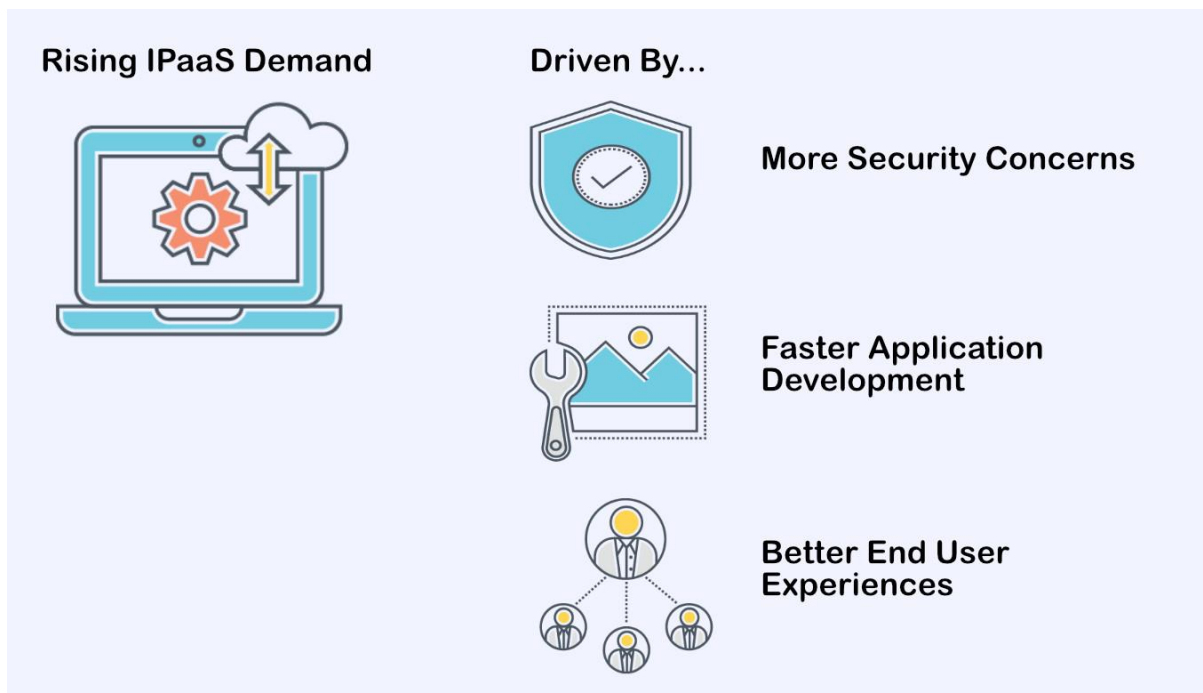 Rising IPaaS Demand
Driven By...
More Security Concerns
Faster Application
Development
Better End User
Experiences